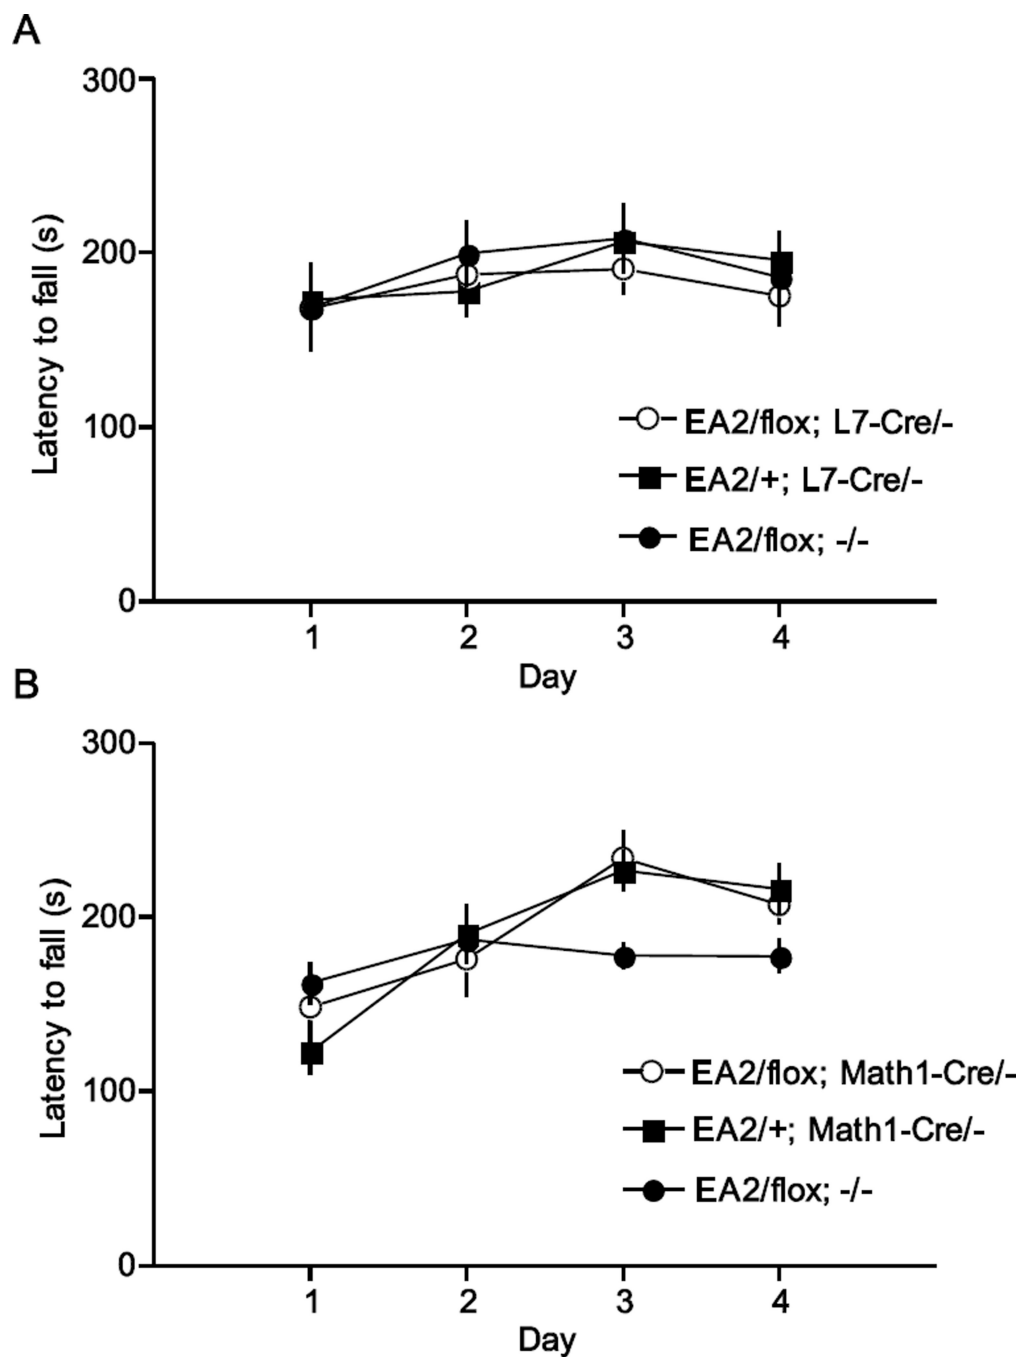 A
300
200
100
0
Latency to fall (s)
EA2/flox; L7-Cre/-
EA2/+; L7-Cre/-
EA2/flox; -/-
1 2 3 4
Day
B
300
200
100
0
Latency to fall (s)
EA2/flox; Math1-Cre/-
EA2/+; Math1-Cre/-
EA2/flox; -/-
1 2 3 4
Day